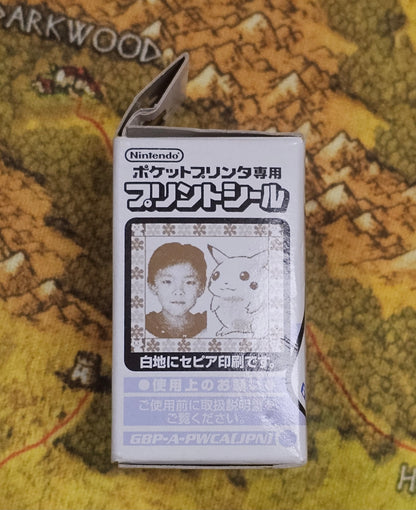 DARKWOOD
Nintendo
ポケットプリンタ専用
プリントシール
白地にセピア印刷です。
●使用上のお願い
ご使用前に取扱説明書を
ご覧ください。
GBP-A-PWCA(JPN)
H